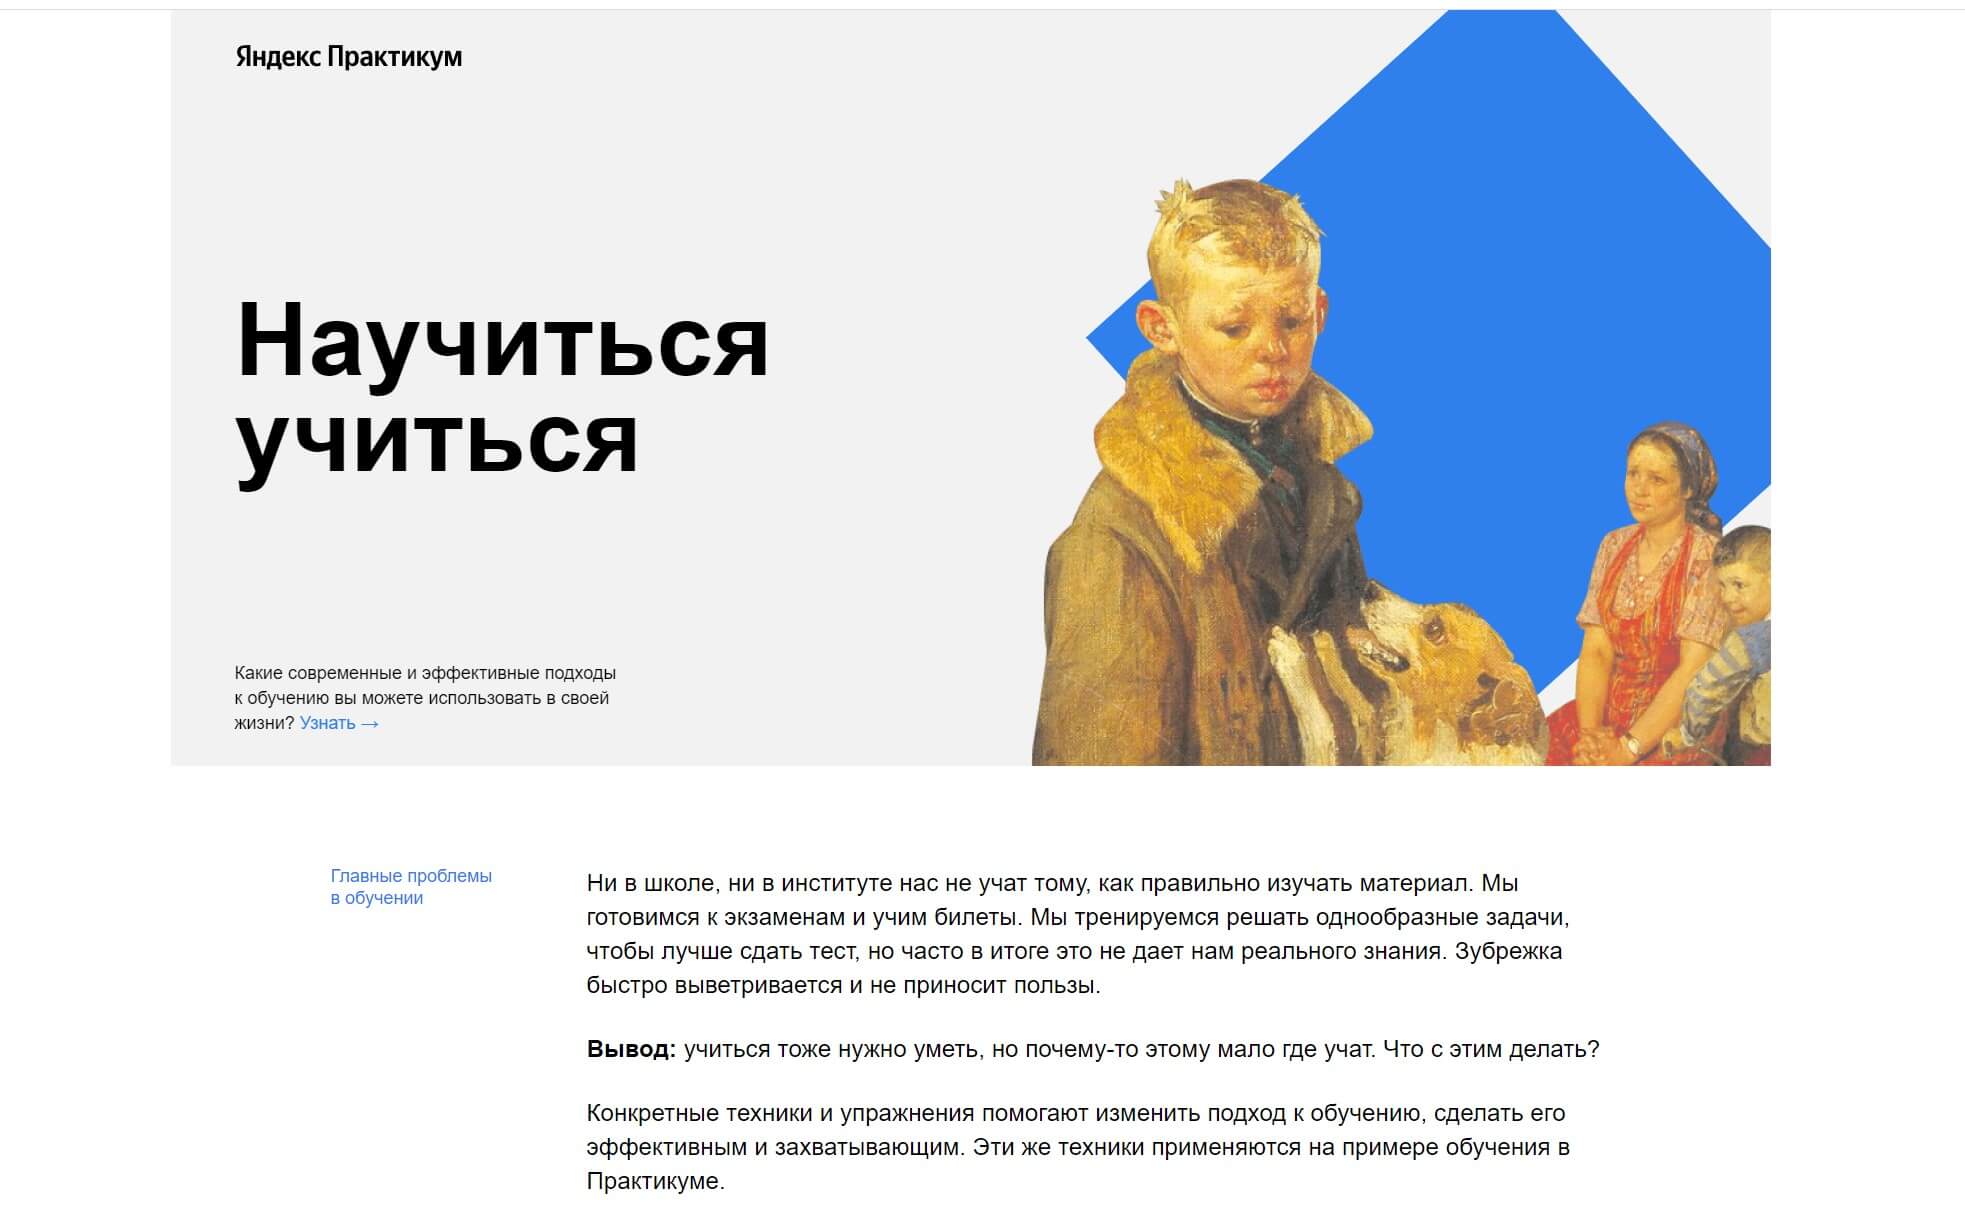 Яндекс Практикум
Научиться
учиться
Какие современные и эффективные подходы
к обучению вы можете использовать в своей
жизни? Узнать →
Главные проблемы
в обучении
Ни в школе, ни в институте нас не учат тому, как правильно изучать материал. Мы
готовимся к экзаменам и учим билеты. Мы тренируемся решать однообразные задачи,
чтобы лучше сдать тест, но часто в итоге это не дает нам реального знания. Зубрежка
быстро выветривается и не приносит пользы.
Вывод: учиться тоже нужно уметь, но почему-то этому мало где учат. Что с этим делать?
Конкретные техники и упражнения помогают изменить подход к обучению, сделать его
эффективным и захватывающим. Эти же техники применяются на примере обучения в
Практикуме.